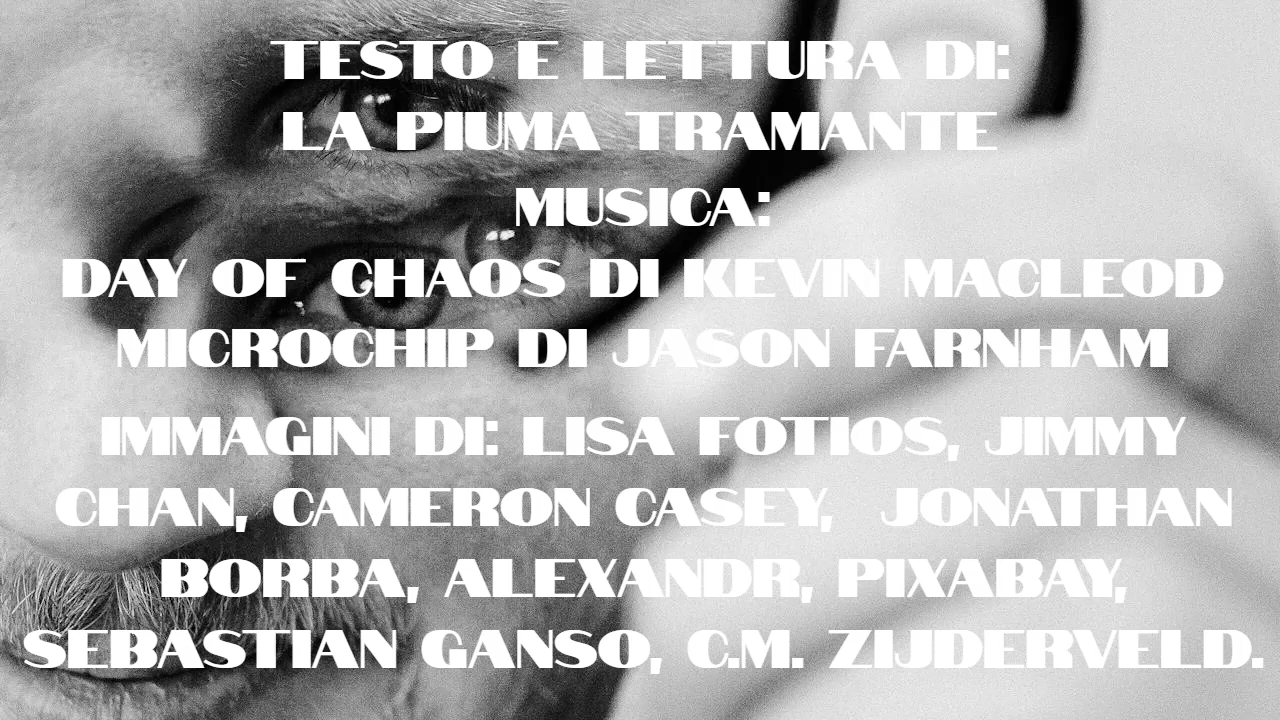 TESTO E LETTURA DI:
LA PIUMA TRAMANTE
MUSICA:
DAY OF CHAOS DI KEVIN MACLEOD
MICROCHIP DI JASON FARNHAM
IMMAGINI DI: LISA FOTIOS, JIMMY
CHAN, CAMERON CASEY, JONATHAN
BORBA, ALEXANDR, PIXABAY,
SEBASTIAN GANSO, C.M. ZIJDERVELD.